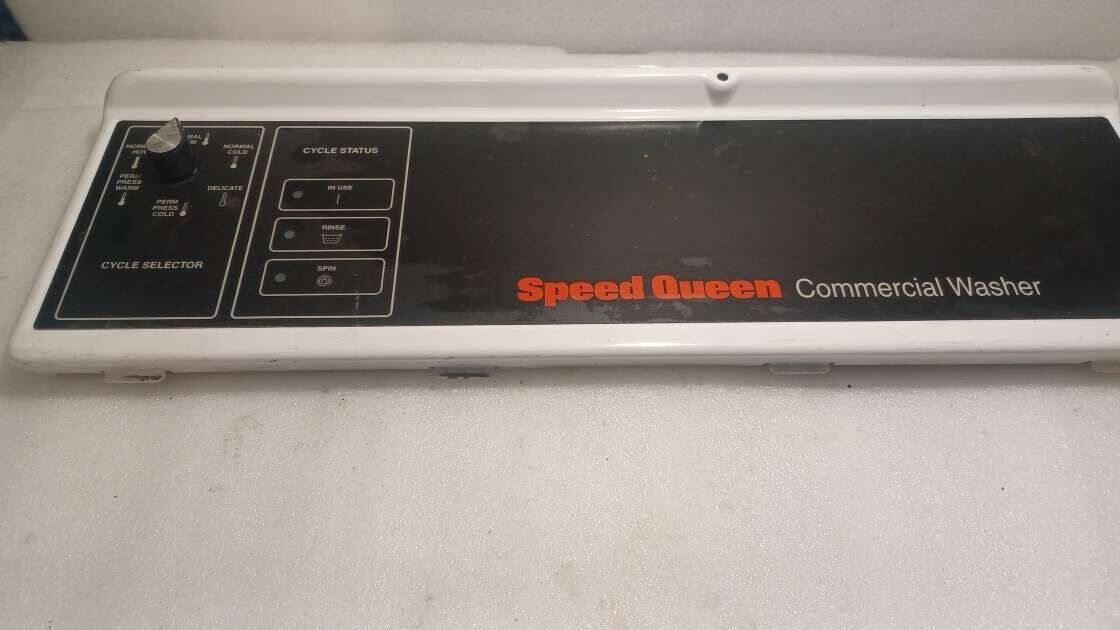 NORMAL
COLD
PERM
PRESS
WARM
DELICATE
PERM
PRESS
COLD
CYCLE SELECTOR
CYCLE STATUS
IN USE
RINSE
SPIN
Speed Queen Commercial Washer